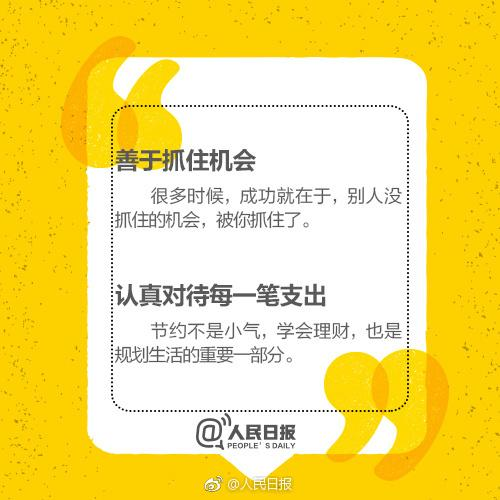 善于抓住机会
很多时候，成功就在于，别人没
抓住的机会，被你抓住了。
认真对待每一笔支出
节约不是小气，学会理财，也是
规划生活的重要一部分。
@人民日报
PEOPLE'S DAILY
@人民日报